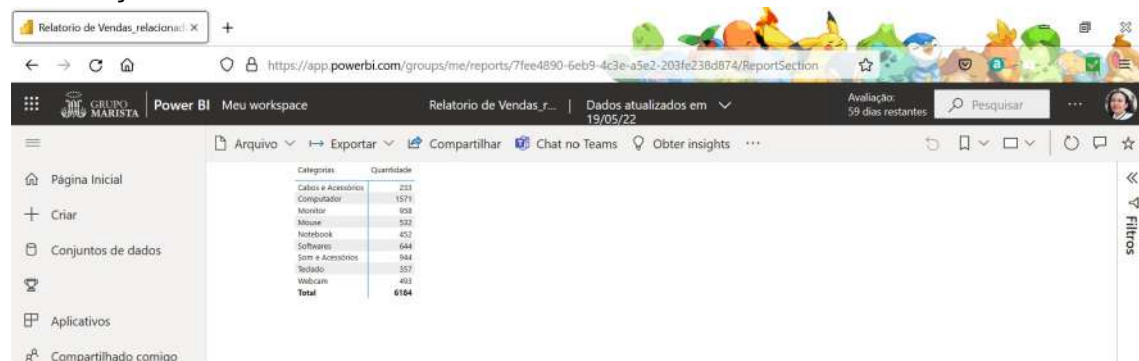 Relatorio de Vendas_relacionad
https://app.powerbi.com/groups/me/reports/7fee4890-6eb9-4c3e-a5e2-203fe238d874/ReportSection
GRUPO MARISTA Power BI Meu workspace Relatorio de Vendas_r... | Dados atualizados em 19/05/22 Avaliação: 59 dias restantes Pesquisar
Arquivo Exportar Compartilhar Chat no Teams Obter insights
Página Inicial
Criar
Conjuntos de dados
Aplicativos
Compartilhado comigo
Categorias Quantidade
Cabos e Acessórios 233
Computador 1571
Monitor 958
Mouse 532
Notebook 452
Softwares 644
Som e Acessórios 944
Teclado 357
Webcam 493
Total 6184
Filtros